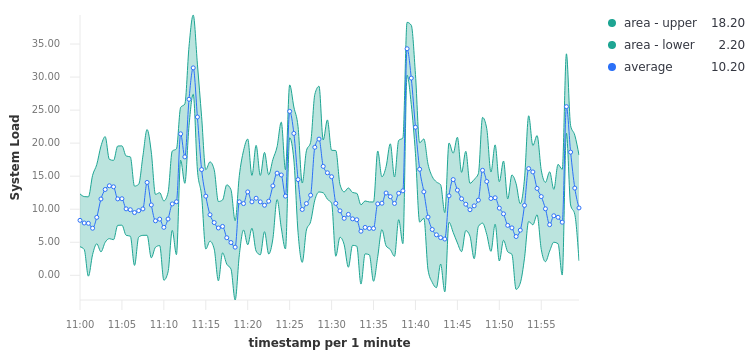 area - upper 18.20
area - lower 2.20
average 10.20
35.00
30.00
25.00
20.00
15.00
10.00
5.00
0.00
System Load
11:00 11:05 11:10 11:15 11:20 11:25 11:30 11:35 11:40 11:45 11:50 11:55
timestamp per 1 minute